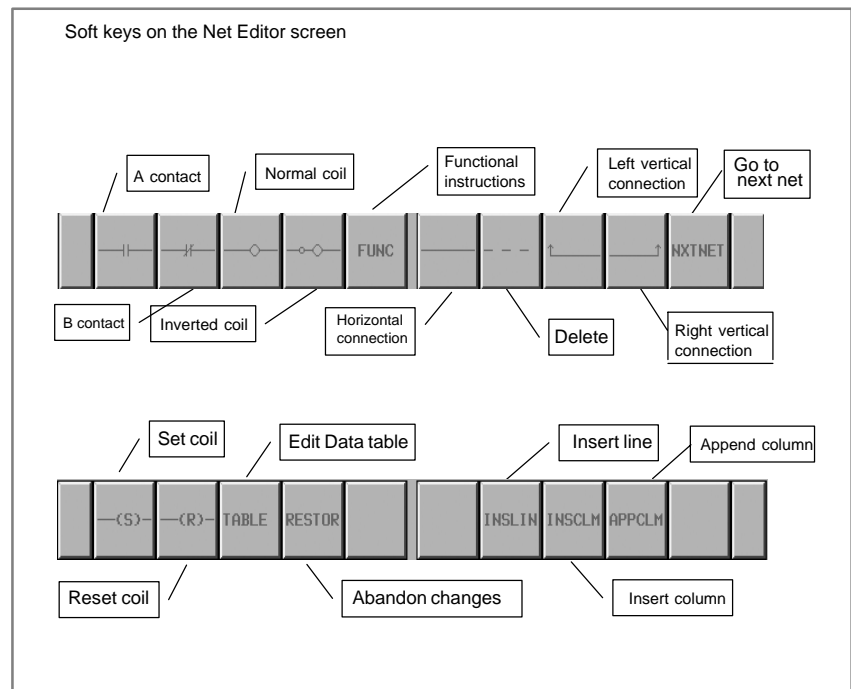 Soft keys on the Net Editor screen
A contact
Normal coil
Functional
instructions
Left vertical
connection
Go to
next net
FUNC
NXTNET
B contact
Inverted coil
Horizontal
connection
Delete
Right vertical
connection
Set coil
Edit Data table
Insert line
Append column
(S)
(R)
TABLE
RESTOR
INSLIN
INSCLM
APPCLM
Reset coil
Abandon changes
Insert column